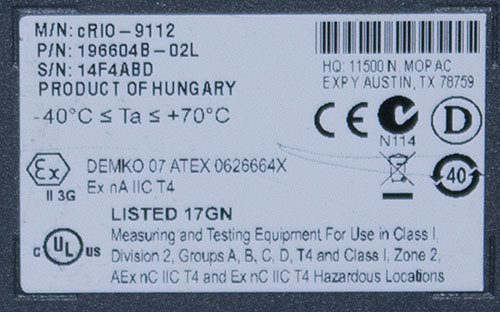 M/N: cRIO-9112
P/N: 196604B-02L
S/N: 14F4ABD
PRODUCT OF HUNGARY
-40°C ≤ Ta ≤ +70°C
HQ: 11500 N. MOPAC
EXPY AUSTIN, TX 78759
CE
N114
D
Ex
II 3G
DEMKO 07 ATEX 0626664X
Ex nA IIC T4
40
LISTED 17GN
C UL US
Measuring and Testing Equipment For Use in Class I,
Division 2, Groups A, B, C, D, T4 and Class I, Zone 2,
AEx nC IIC T4 and Ex nC IIC T4 Hazardous Locations